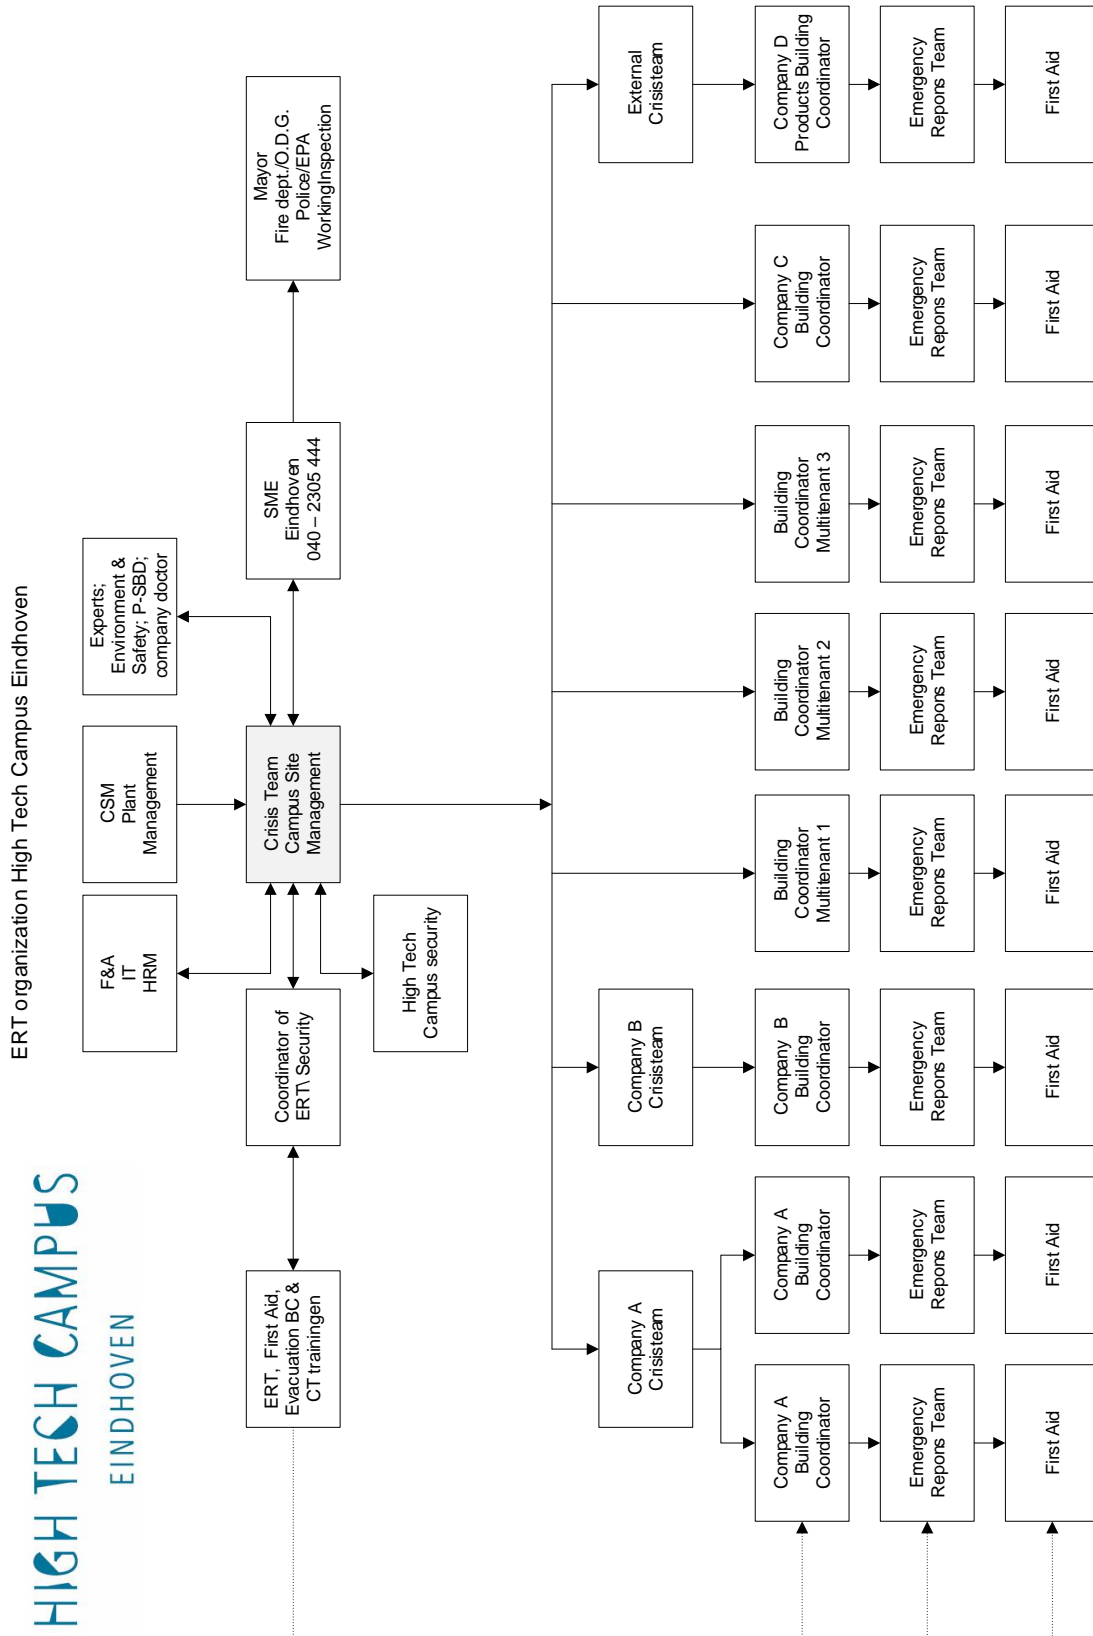 HIGH TECH CAMPUS
EINDHOVEN
ERT organization High Tech Campus Eindhoven
F&A
IT
HRM
CSM
Plant
Management
Experts;
Environment &
Safety; P-SBD;
company doctor
ERT, First Aid,
Evacuation BC &
CT trainingen
Coordinator of
ERT\ Security
Crisis Team
Campus Site
Management
SME
Eindhoven
040 – 2305 444
Mayor
Fire dept./O.D.G.
Police/EPA
WorkingInspection
High Tech
Campus security
Company A
Crisisteam
Company B
Crisisteam
External
Crisisteam
Company A
Building
Coordinator
Company A
Building
Coordinator
Company B
Building
Coordinator
Building
Coordinator
Multitenant 1
Building
Coordinator
Multitenant 2
Building
Coordinator
Multitenant 3
Company C
Building
Coordinator
Company D
Products Building
Coordinator
Emergency
Repons Team
Emergency
Repons Team
Emergency
Repons Team
Emergency
Repons Team
Emergency
Repons Team
Emergency
Repons Team
Emergency
Repons Team
Emergency
Repons Team
First Aid
First Aid
First Aid
First Aid
First Aid
First Aid
First Aid
First Aid